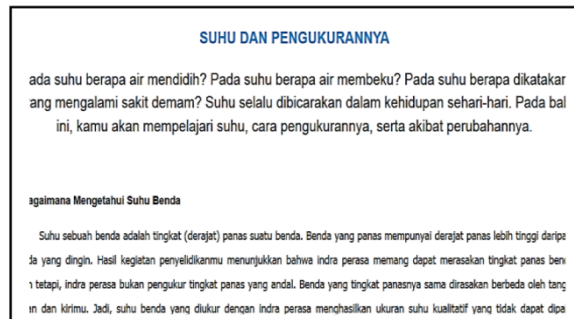 SUHU DAN PENGUKURANNYA
ada suhu berapa air mendidih? Pada suhu berapa air membeku? Pada suhu berapa dikatakar
ang mengalami sakit demam? Suhu selalu dibicarakan dalam kehidupan sehari-hari. Pada bal
ini, kamu akan mempelajari suhu, cara pengukurannya, serta akibat perubahannya.
agaimana Mengetahui Suhu Benda
Suhu sebuah benda adalah tingkat (derajat) panas suatu benda. Benda yang panas mempunyai derajat panas lebih tinggi daripa
da yang dingin. Hasil kegiatan penyelidikanmu menunjukkan bahwa indra perasa memang dapat merasakan tingkat panas ben
n tetapi, indra perasa bukan pengukur tingkat panas yang andal. Benda yang tingkat panasnya sama dirasakan berbeda oleh tang
an dan kirimu. Jadi, suhu benda yang diukur dengan indra perasa menghasilkan ukuran suhu kualitatif yang tidak dapat dipa